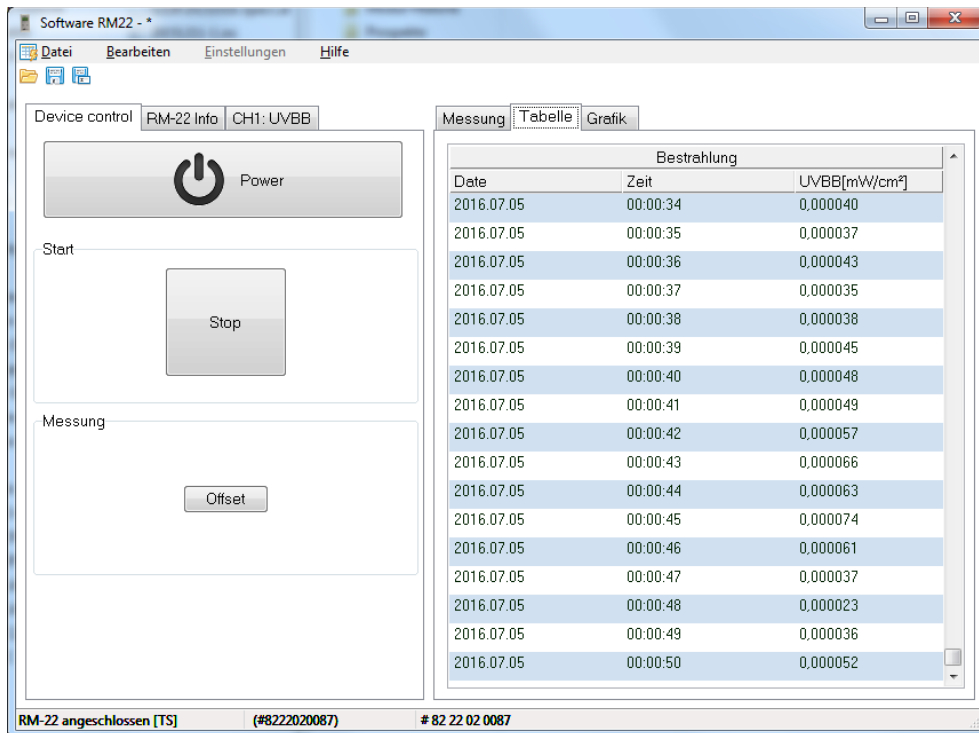 Software RM22 - *
Datei Bearbeiten Einstellungen Hilfe
Device control RM-22 Info CH1: UVBB
Power
Start
Stop
Messung
Offset
Messung Tabelle Grafik
Bestrahlung
Date Zeit UVBB[mW/cm²]
2016.07.05 00:00:34 0,000040
2016.07.05 00:00:35 0,000037
2016.07.05 00:00:36 0,000043
2016.07.05 00:00:37 0,000035
2016.07.05 00:00:38 0,000038
2016.07.05 00:00:39 0,000045
2016.07.05 00:00:40 0,000048
2016.07.05 00:00:41 0,000049
2016.07.05 00:00:42 0,000057
2016.07.05 00:00:43 0,000066
2016.07.05 00:00:44 0,000063
2016.07.05 00:00:45 0,000074
2016.07.05 00:00:46 0,000061
2016.07.05 00:00:47 0,000037
2016.07.05 00:00:48 0,000023
2016.07.05 00:00:49 0,000036
2016.07.05 00:00:50 0,000052
RM-22 angeschlossen [TS] (#8222020087) # 82 22 02 0087